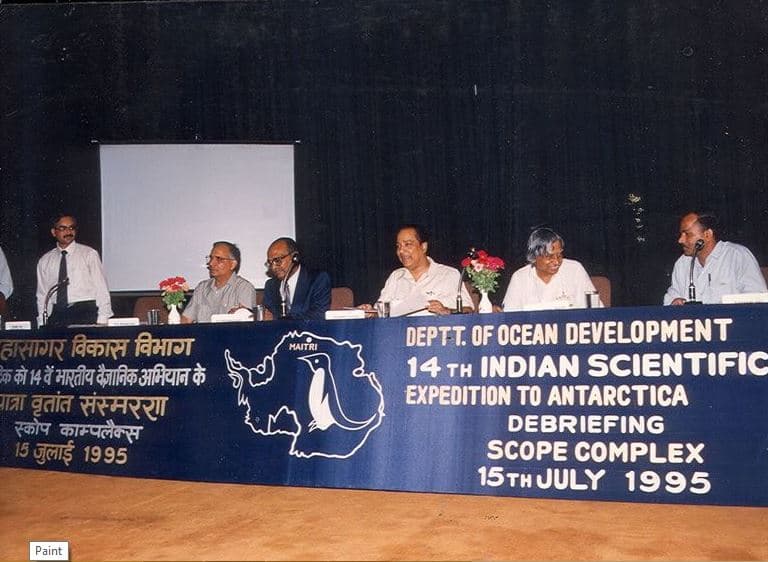 हासागर विकास विभाग
टिक को 14 वें भारतीय वैज्ञानिक अभियान के
यात्रा वृतांत संस्मरण
स्कोप काम्पलैक्स
15 जुलाई 1995
MAITRI
DEPTT. OF OCEAN DEVELOPMENT
14 TH INDIAN SCIENTIFIC
EXPEDITION TO ANTARCTICA
DEBRIEFING
SCOPE COMPLEX
15TH JULY 1995
Paint